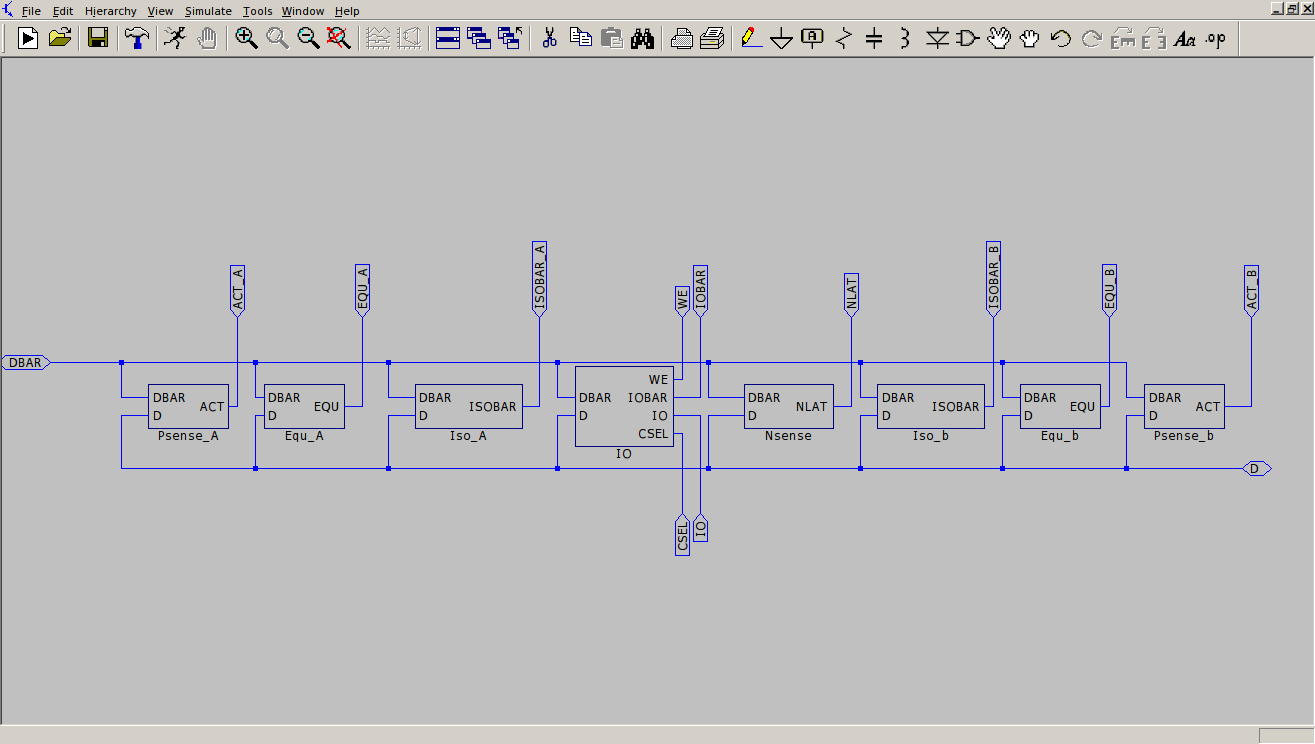 File Edit Hierarchy View Simulate Tools Window Help
A Aa .op
ACT_A EQU_A ISOBAR_A WE IOBAR NLAT ISOBAR_B EQU_B ACT_B
DBAR
WE
DBAR ACT DBAR EQU DBAR ISOBAR DBAR IOBAR DBAR NLAT DBAR ISOBAR DBAR EQU DBAR ACT
D D D D IO D D D D
CSEL
Psense_A Equ_A Iso_A Nsense Iso_b Equ_b Psense_b
IO
D
CSEL IO